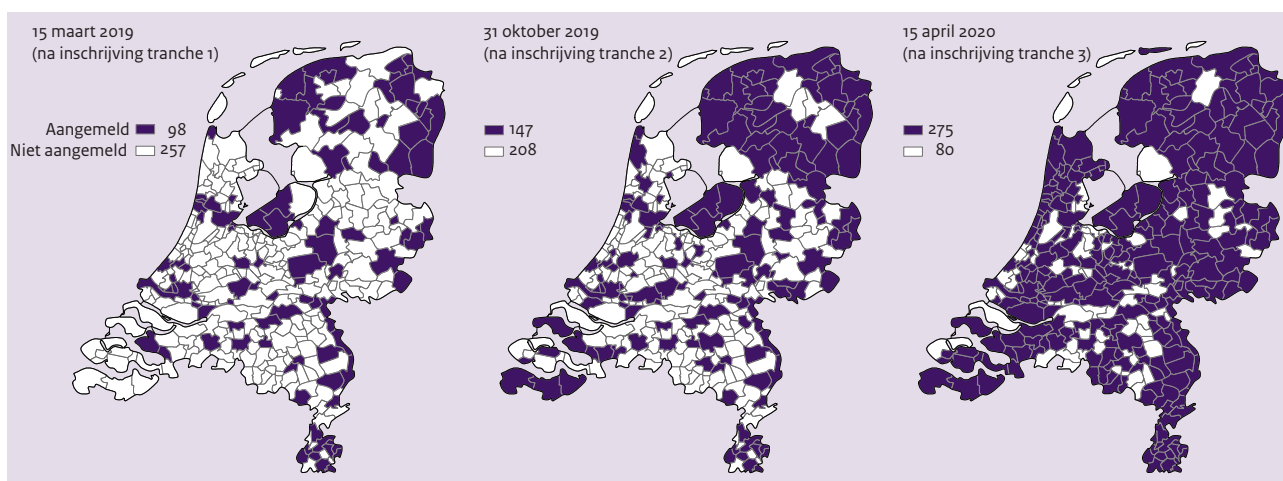 15 maart 2019
(na inschrijving tranche 1)
Aangemeld 98
Niet aangemeld 257
31 oktober 2019
(na inschrijving tranche 2)
147
208
15 april 2020
(na inschrijving tranche 3)
275
80